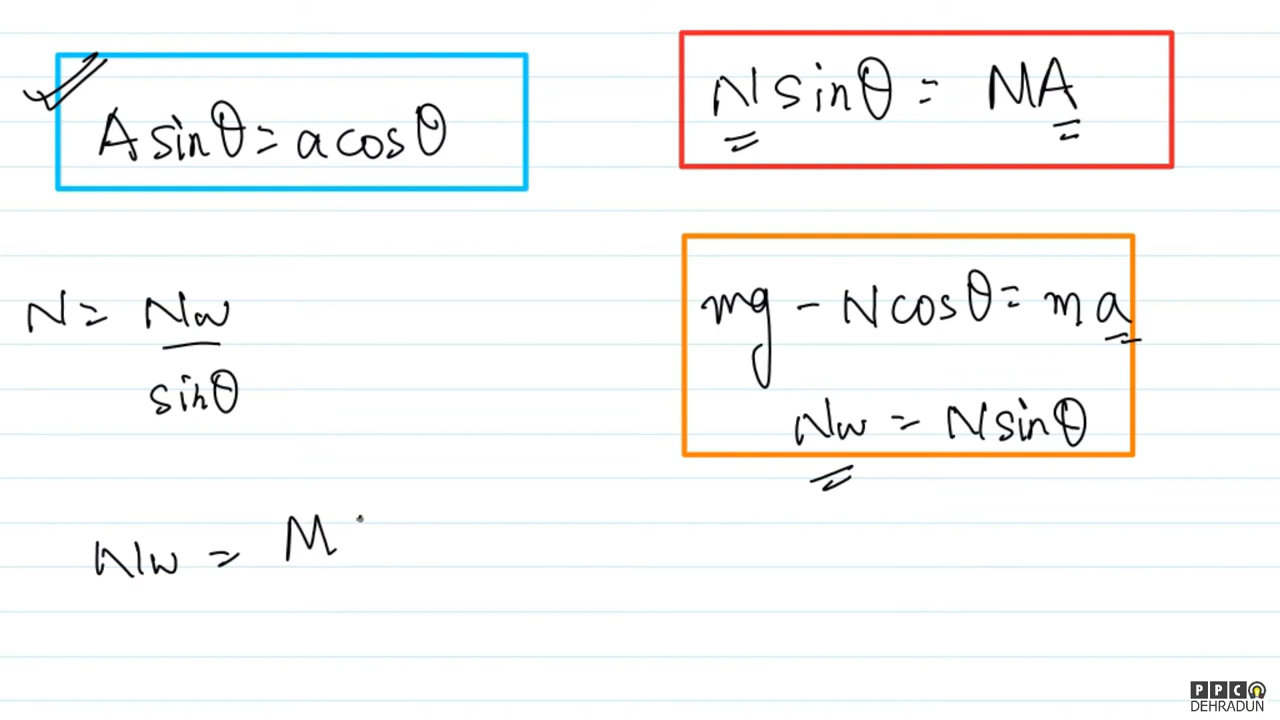 A sinθ = a cosθ
N sinθ = MA
mg - N cosθ = ma
Nw = N sinθ
N = Nw
sinθ
Nw = M
PPC
DEHRADUN